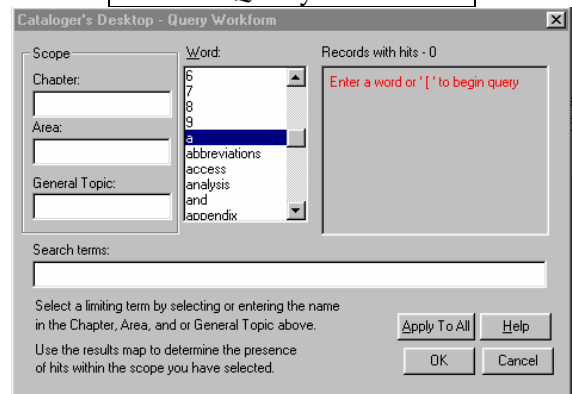 Cataloger's Desktop - Query Workform
Scope
Chapter:
Area:
General Topic:
Word:
6
7
8
9
a
abbreviations
access
analysis
and
appendix
Records with hits - 0
Enter a word or ' [ ' to begin query
Search terms:
Select a limiting term by selecting or entering the name
in the Chapter, Area, and or General Topic above.
Use the results map to determine the presence
of hits within the scope you have selected.
Apply To All
Help
OK
Cancel